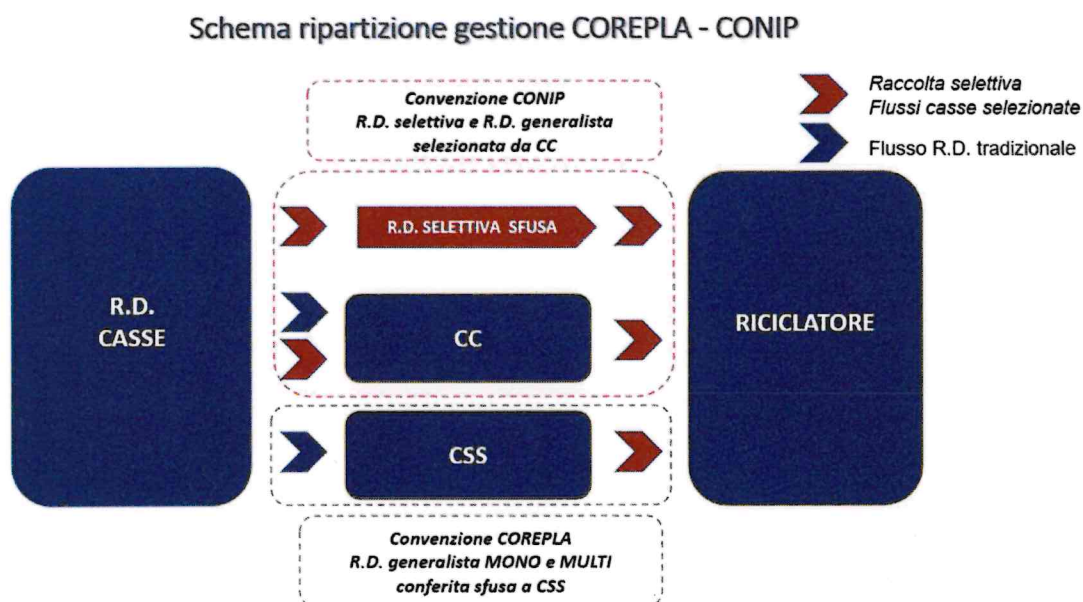 Schema ripartizione gestione COREPLA - CONIP
Convenzione CONIP
R.D. selettiva e R.D. generalista
selezionata da CC
Raccolta selettiva
Flussi casse selezionate
Flusso R.D. tradizionale
R.D. SELETTIVA SFUSA
R.D.
CASSE
CC
RICICLATORE
CSS
Convenzione COREPLA
R.D. generalista MONO e MULTI
conferita sfusa a CSS